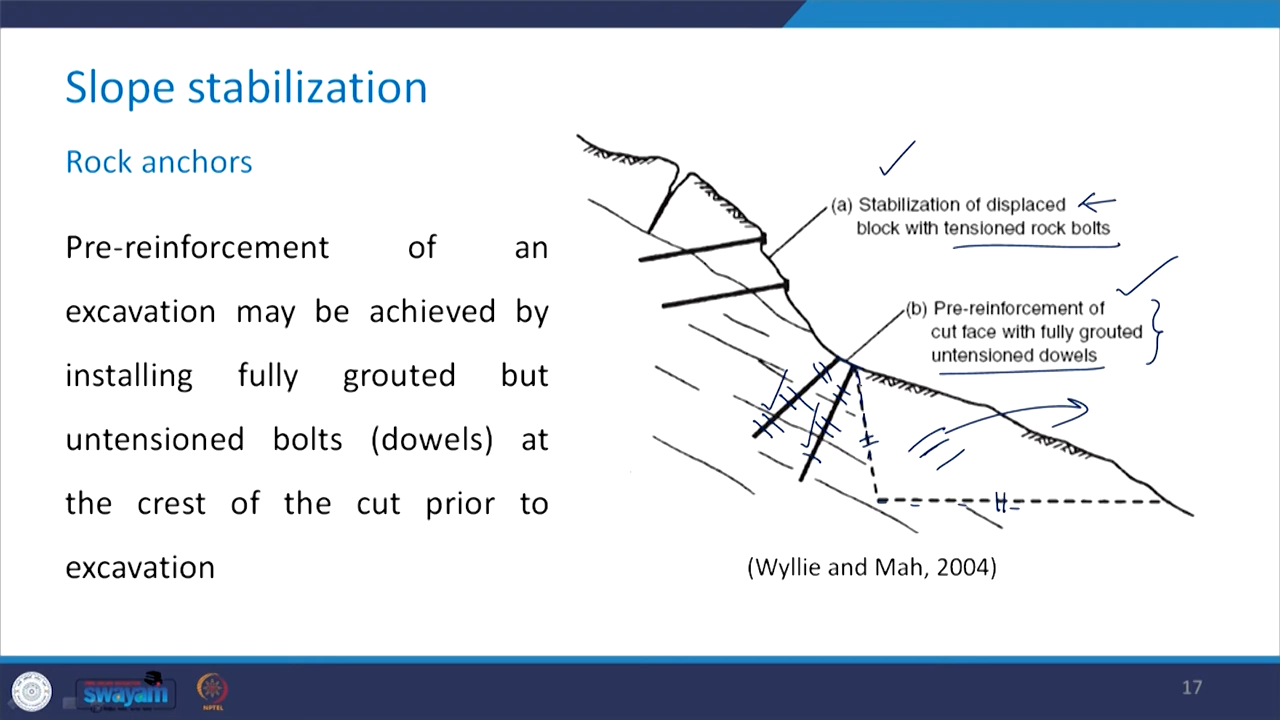 Slope stabilization
Rock anchors
Pre-reinforcement of an
excavation may be achieved by
installing fully grouted but
untensioned bolts (dowels) at
the crest of the cut prior to
excavation
(a) Stabilization of displaced
block with tensioned rock bolts
(b) Pre-reinforcement of
cut face with fully grouted
untensioned dowels
(Wyllie and Mah, 2004)
swayam
NPTEL
17